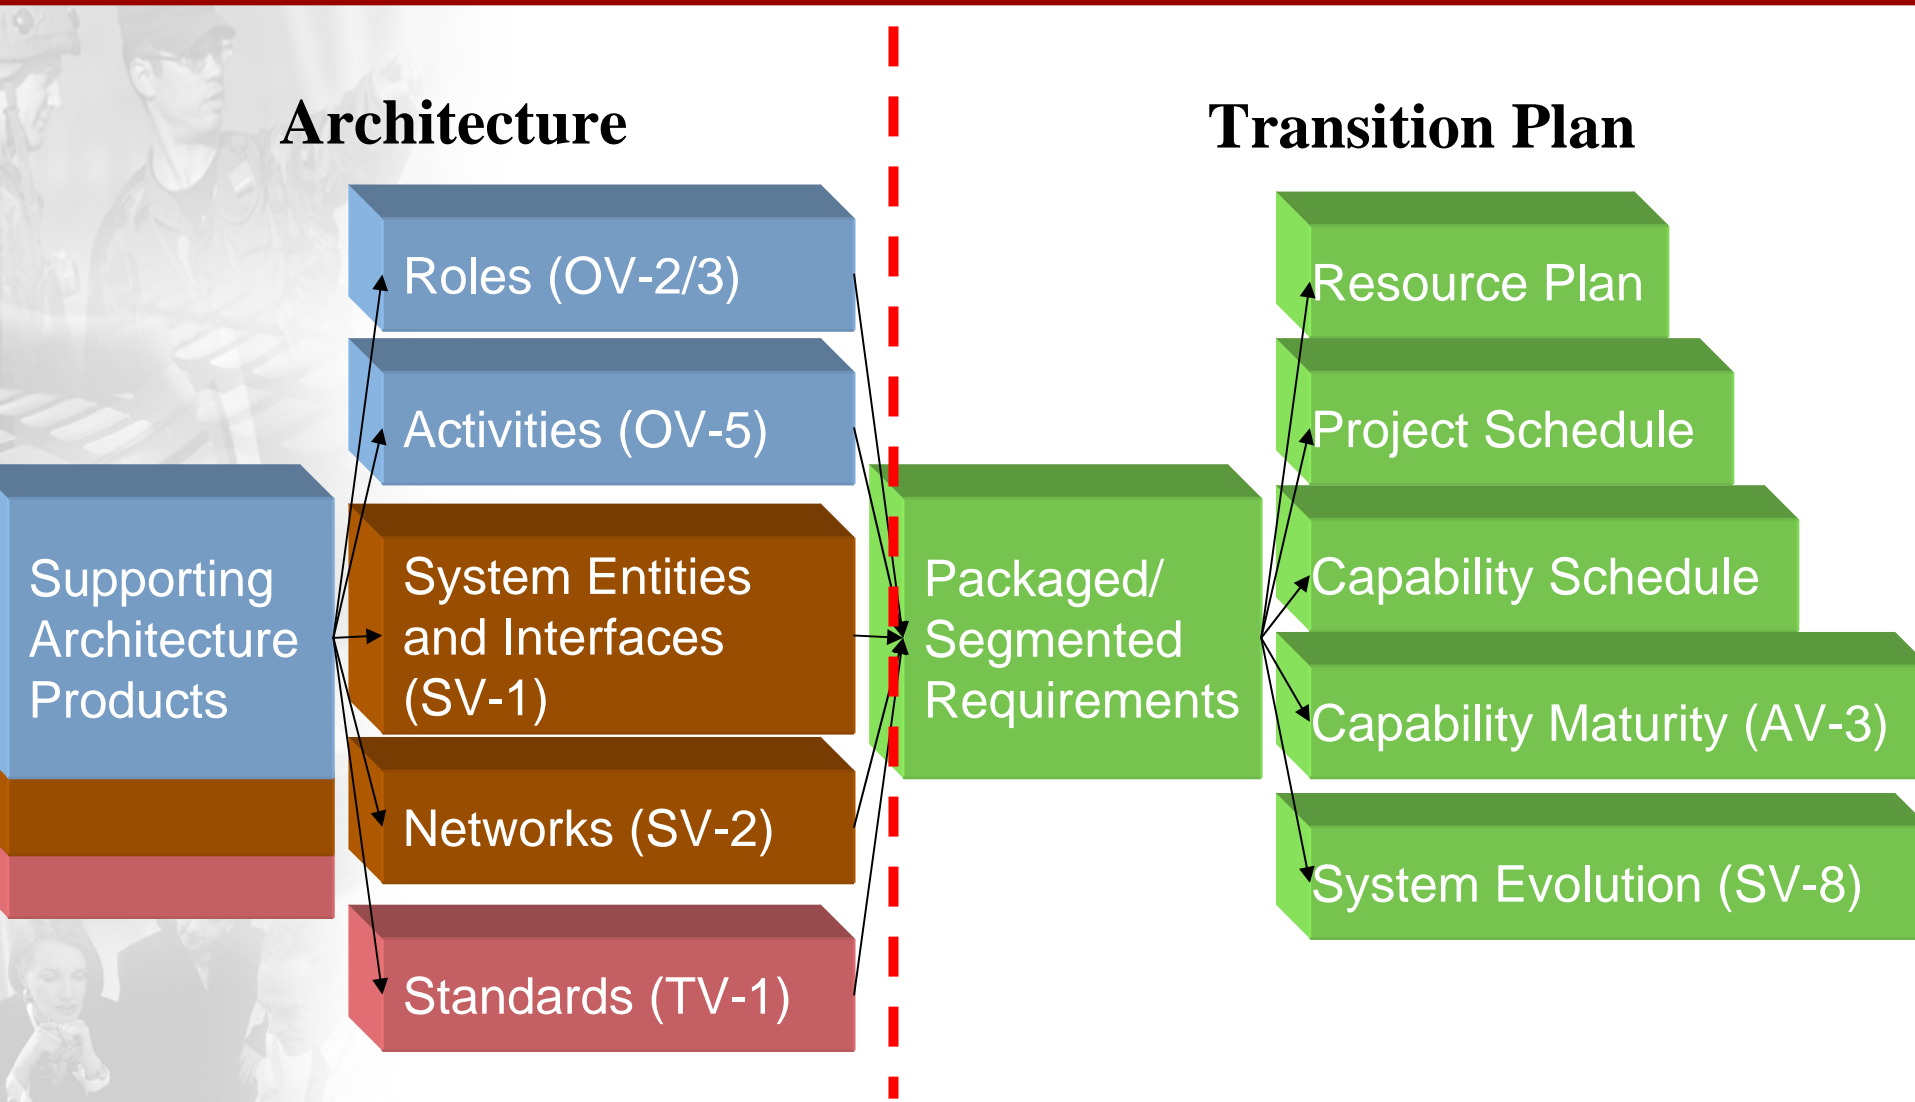 Architecture
Transition Plan
Supporting
Architecture
Products
Roles (OV-2/3)
Activities (OV-5)
System Entities
and Interfaces
(SV-1)
Networks (SV-2)
Standards (TV-1)
Packaged/
Segmented
Requirements
Resource Plan
Project Schedule
Capability Schedule
Capability Maturity (AV-3)
System Evolution (SV-8)